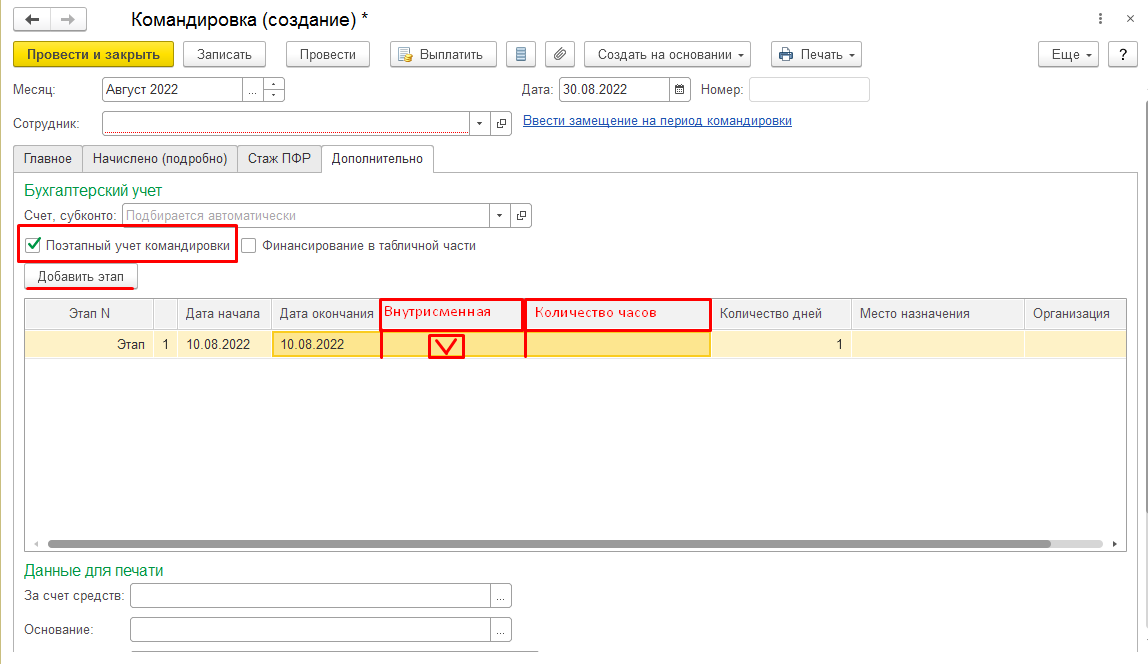 Командировка (создание) *
Провести и закрыть Записать Провести Выплатить Создать на основании Печать Еще ?
Месяц: Август 2022 ... Дата: 30.08.2022 Номер:
Сотрудник: Ввести замещение на период командировки
Главное Начислено (подробно) Стаж ПФР Дополнительно
Бухгалтерский учет
Счет, субконто: Подбирается автоматически
Поэтапный учет командировки Финансирование в табличной части
Добавить этап
Этап N Дата начала Дата окончания Внутрисменная Количество часов Количество дней Место назначения Организация
Этап 1 10.08.2022 10.08.2022 1
Данные для печати
За счет средств: ...
Основание: ...